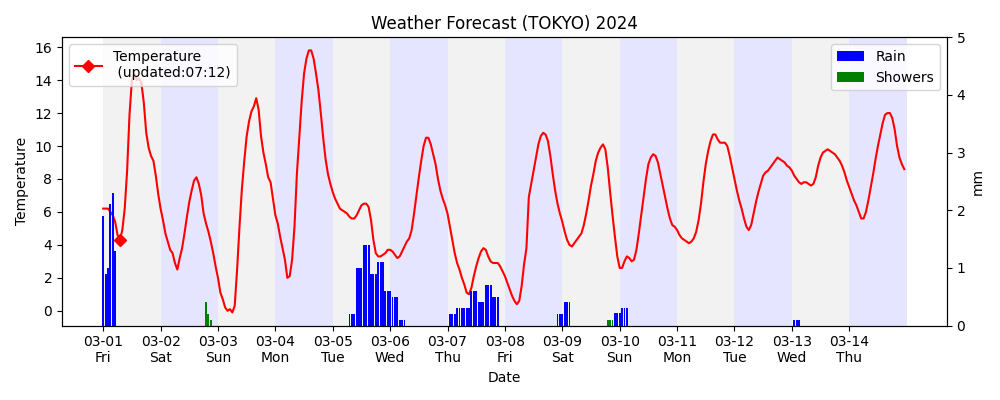 Weather Forecast (TOKYO) 2024
Temperature
(updated:07:12)
Rain
Showers
16
14
12
10
8
6
4
2
0
Temperature
5
4
3
2
1
0
mm
03-01 03-02 03-03 03-04 03-05 03-06 03-07 03-08 03-09 03-10 03-11 03-12 03-13 03-14
Fri Sat Sun Mon Tue Wed Thu Fri Sat Sun Mon Tue Wed Thu
Date